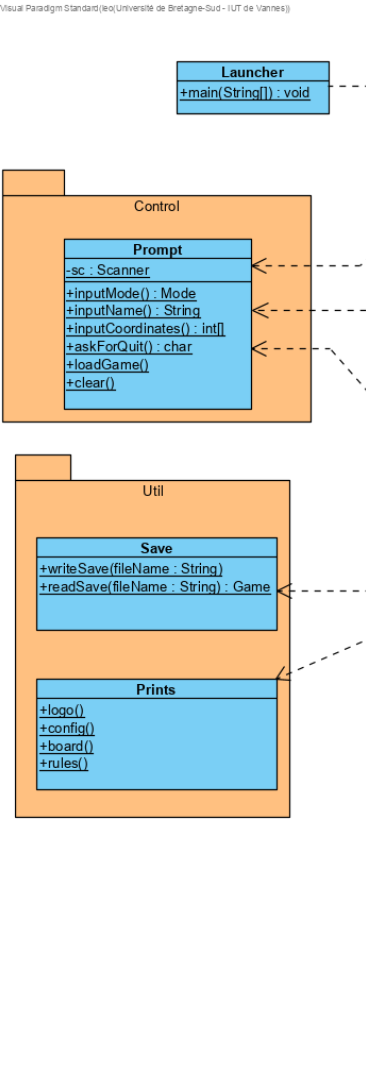 Visual Paradigm Standard(leo(Université de Bretagne-Sud - IUT de Vannes))
Launcher
+main(String[]) : void
Control
Prompt
-sc : Scanner
+inputMode() : Mode
+inputName() : String
+inputCoordinates() : int[]
+askForQuit() : char
+loadGame()
+clear()
Util
Save
+writeSave(fileName : String)
+readSave(fileName : String) : Game
Prints
+logo()
+config()
+board()
+rules()